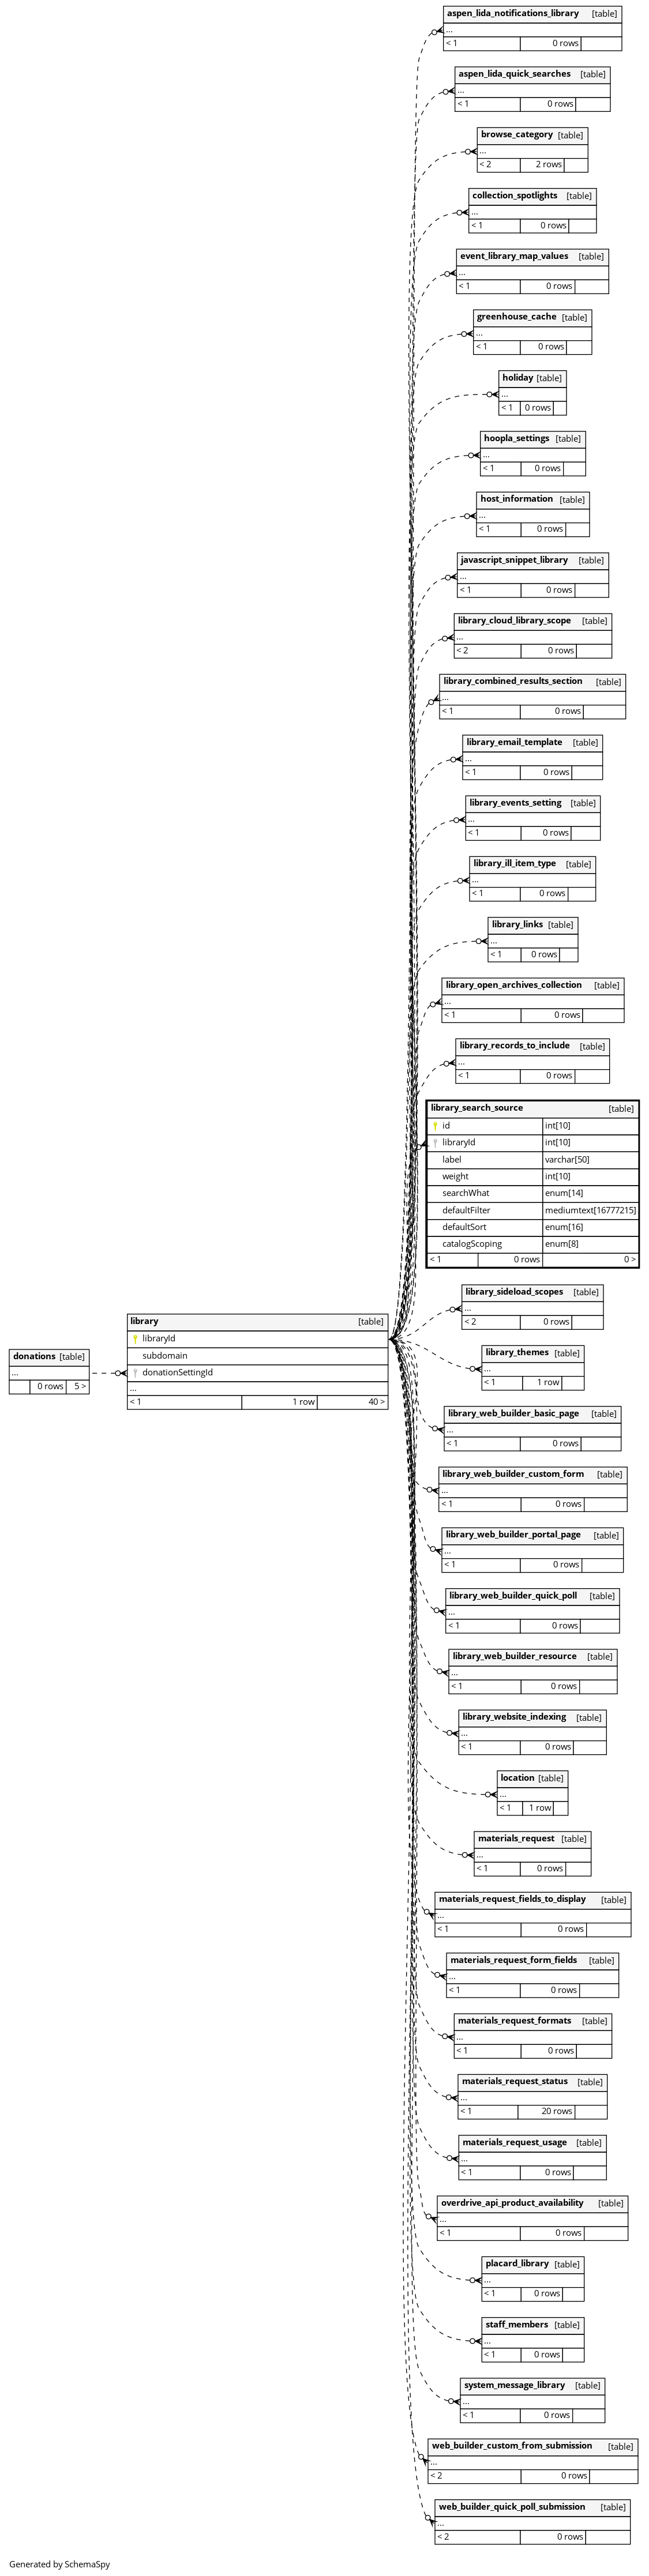 aspen_lida_notifications_library [table]
...
< 1 0 rows
aspen_lida_quick_searches [table]
...
< 1 0 rows
browse_category [table]
...
< 2 2 rows
collection_spotlights [table]
...
< 1 0 rows
event_library_map_values [table]
...
< 1 0 rows
greenhouse_cache [table]
...
< 1 0 rows
holiday [table]
...
< 1 0 rows
hoopla_settings [table]
...
< 1 0 rows
host_information [table]
...
< 1 0 rows
javascript_snippet_library [table]
...
< 1 0 rows
library_cloud_library_scope [table]
...
< 2 0 rows
library_combined_results_section [table]
...
< 1 0 rows
library_email_template [table]
...
< 1 0 rows
library_events_setting [table]
...
< 1 0 rows
library_ill_item_type [table]
...
< 1 0 rows
library_links [table]
...
< 1 0 rows
library_open_archives_collection [table]
...
< 1 0 rows
library_records_to_include [table]
...
< 1 0 rows
library_search_source [table]
id int[10]
libraryId int[10]
label varchar[50]
weight int[10]
searchWhat enum[14]
defaultFilter mediumtext[16777215]
defaultSort enum[16]
catalogScoping enum[8]
< 1 0 rows 0 >
donations [table]
...
0 rows 5 >
library [table]
libraryId
subdomain
donationSettingId
...
< 1 1 row 40 >
library_sideload_scopes [table]
...
< 2 0 rows
library_themes [table]
...
< 1 1 row
library_web_builder_basic_page [table]
...
< 1 0 rows
library_web_builder_custom_form [table]
...
< 1 0 rows
library_web_builder_portal_page [table]
...
< 1 0 rows
library_web_builder_quick_poll [table]
...
< 1 0 rows
library_web_builder_resource [table]
...
< 1 0 rows
library_website_indexing [table]
...
< 1 0 rows
location [table]
...
< 1 1 row
materials_request [table]
...
< 1 0 rows
materials_request_fields_to_display [table]
...
< 1 0 rows
materials_request_form_fields [table]
...
< 1 0 rows
materials_request_formats [table]
...
< 1 0 rows
materials_request_status [table]
...
< 1 20 rows
materials_request_usage [table]
...
< 1 0 rows
overdrive_api_product_availability [table]
...
< 1 0 rows
placard_library [table]
...
< 1 0 rows
staff_members [table]
...
< 1 0 rows
system_message_library [table]
...
< 1 0 rows
web_builder_custom_from_submission [table]
...
< 2 0 rows
web_builder_quick_poll_submission [table]
...
< 2 0 rows
Generated by SchemaSpy